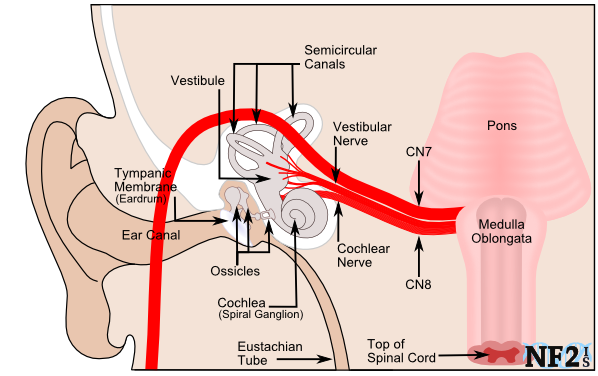 Semicircular
Canals
Vestibule
Vestibular
Nerve
CN7
Pons
Tympanic
Membrane
(Eardrum)
Ear Canal
Medulla
Oblongata
Ossicles
Cochlear
Nerve
CN8
Cochlea
(Spiral Ganglion)
Eustachian
Tube
Top of
Spinal Cord
NF2IS